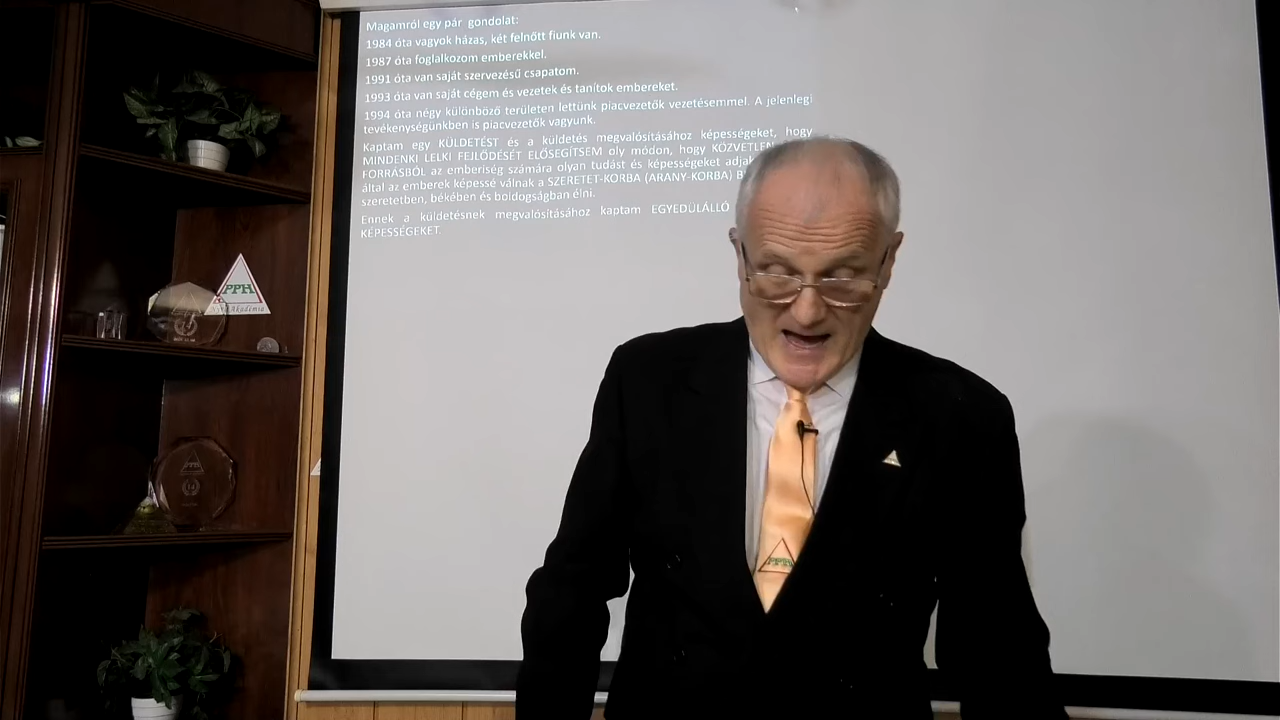 Magamról egy pár gondolat:
1984 óta vagyok házas, két felnőtt fiunk van.
1987 óta foglalkozom emberekkel.
1991 óta van saját szervezésű csapatom.
1993 óta van saját cégem és vezetek és tanítok embereket.
1994 óta négy különböző területen lettünk piacvezetők vezetésemmel. A jelenlegi
tevékenységünkben is piacvezetők vagyunk.
Kaptam egy KÜLDETÉST és a küldetés megvalósításához képességeket, hogy
MINDENKI LELKI FEJLŐDÉSÉT ELŐSEGÍTSEM oly módon, hogy
FORRÁSBÓL az emberiség számára olyan tudást és képességeket
által az emberek képessé válnak a SZERETET-KORBA (ARANY-KORBA)
szeretetben, békében és boldogságban élni.
Ennek a küldetésnek megvalósításához kaptam EGYEDÜLÁLLÓ
KÉPESSÉGEKET.
PPH
PPH
PPH